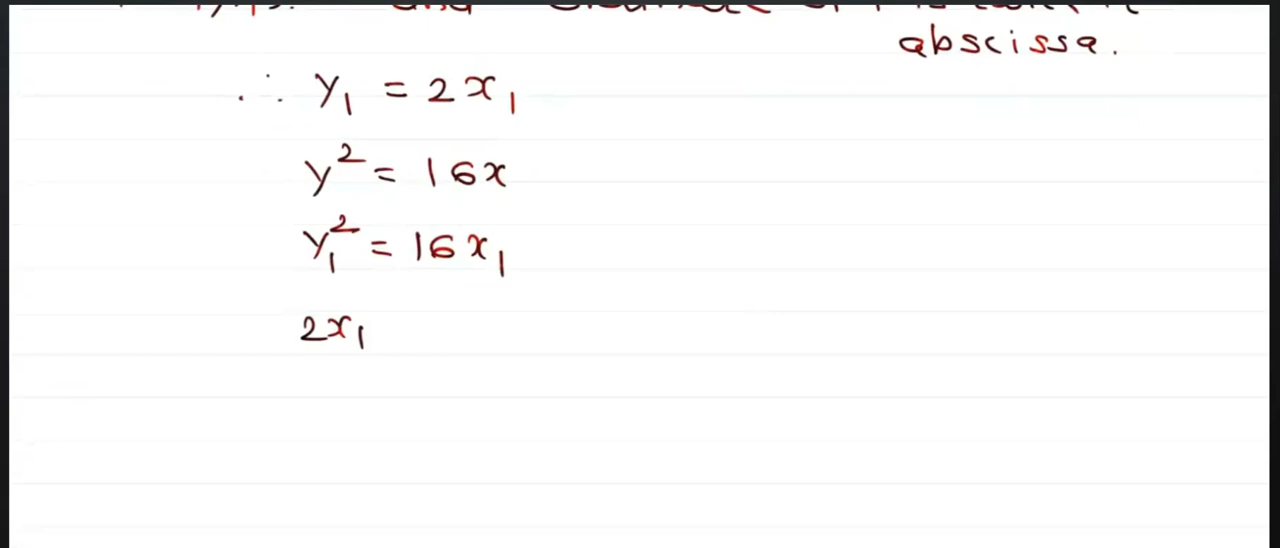 abscissa.
∴ y₁ = 2x₁
y² = 16x
y₁² = 16x₁
2x₁